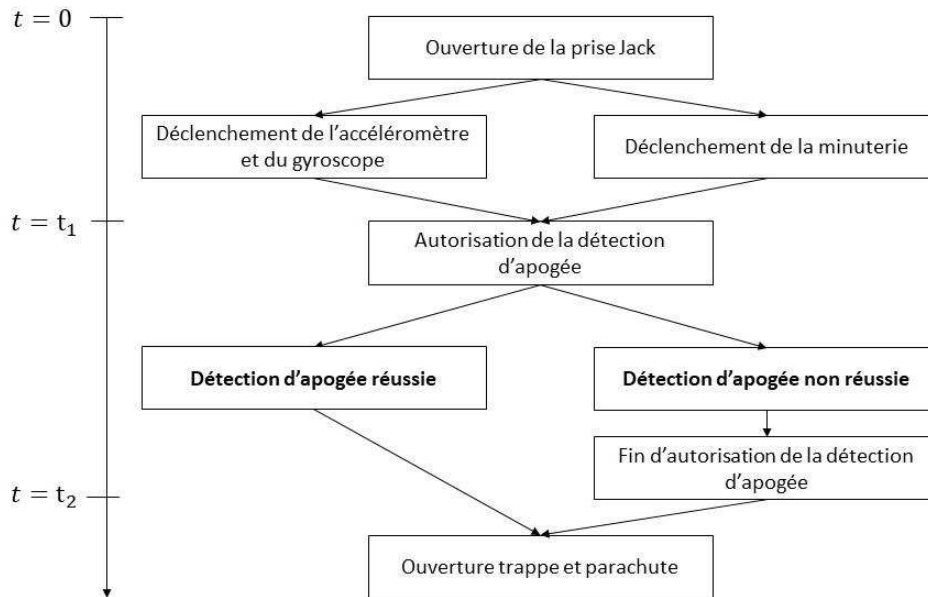 t = 0
Ouverture de la prise Jack
Déclenchement de l'accéléromètre
et du gyroscope
Déclenchement de la minuterie
t = t₁
Autorisation de la détection
d'apogée
Détection d'apogée réussie
Détection d'apogée non réussie
Fin d'autorisation de la détection
d'apogée
t = t₂
Ouverture trappe et parachute